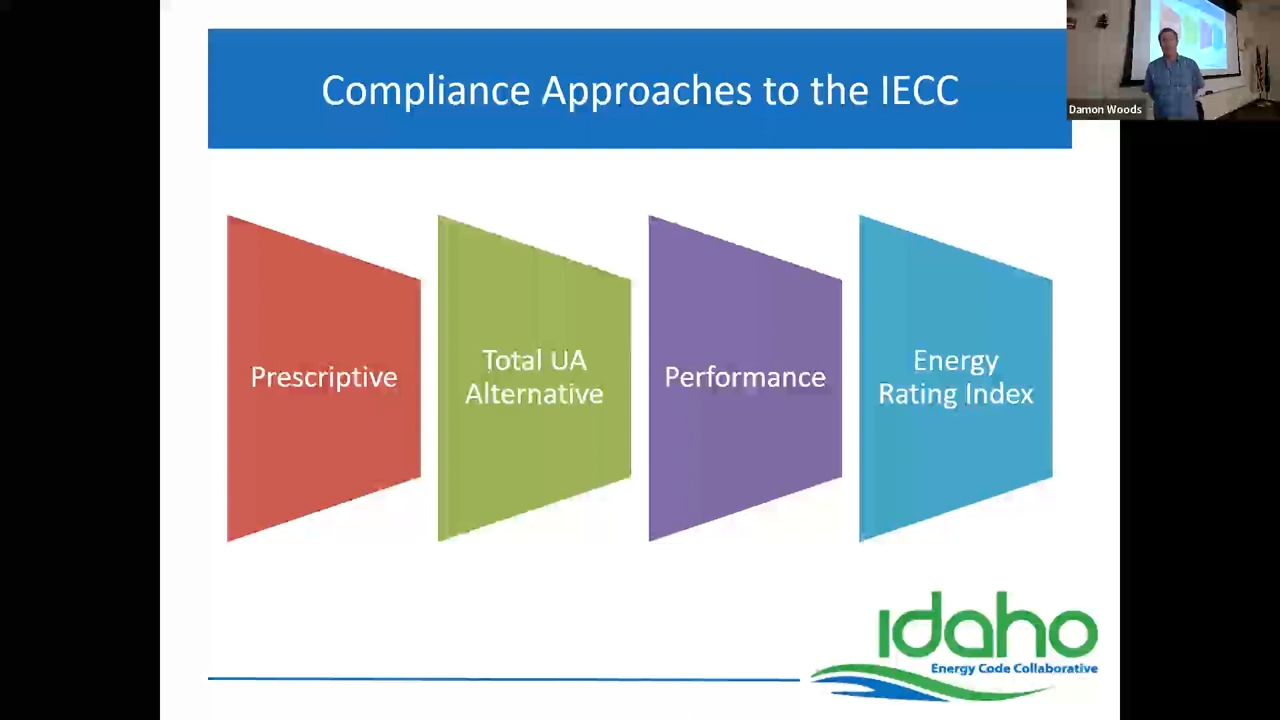 Compliance Approaches to the IECC
Damon Woods
Prescriptive
Total UA
Alternative
Performance
Energy
Rating Index
idaho
Energy Code Collaborative